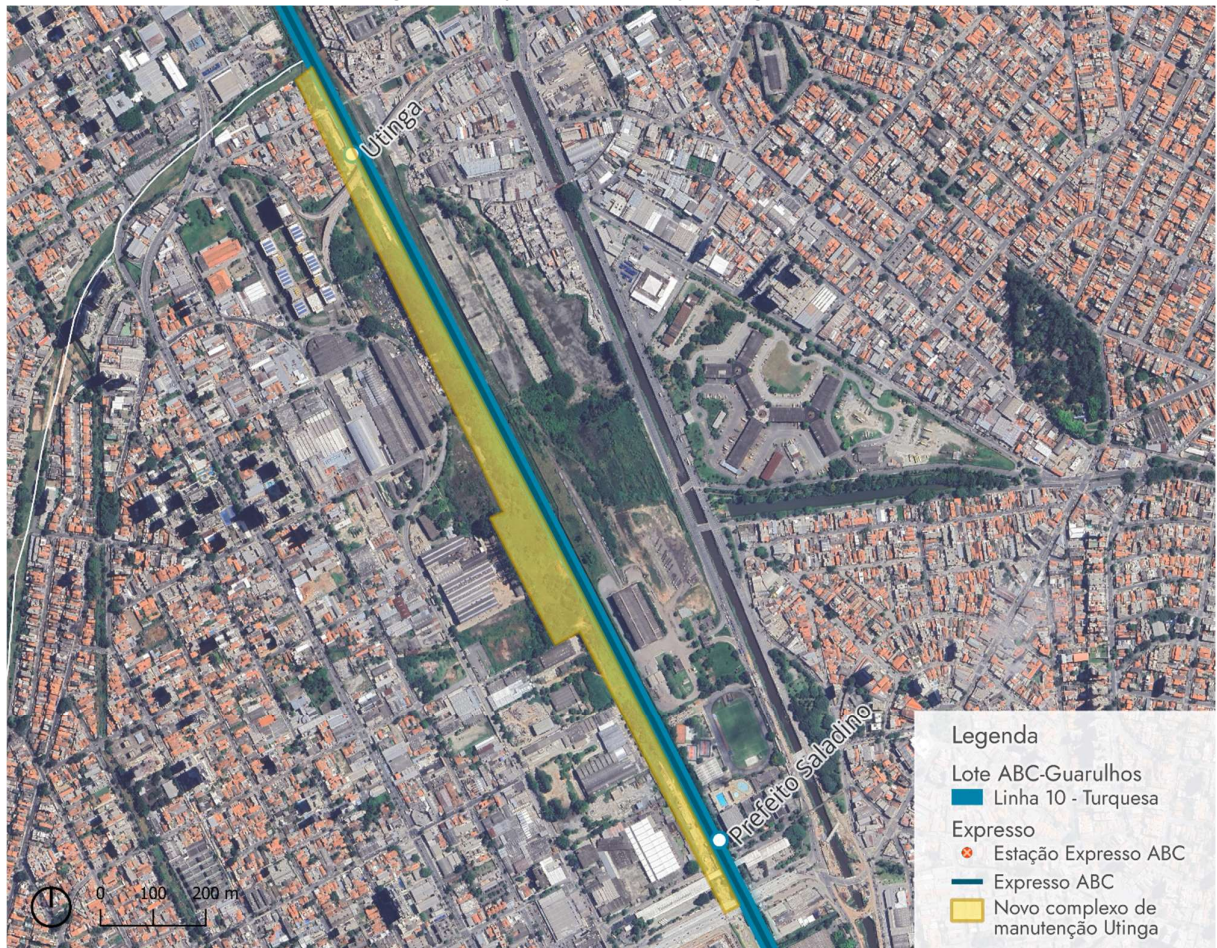 Utinga
Prefeito Saladino
Legenda
Lote ABC-Guarulhos
Linha 10 - Turquesa
Expresso
Estação Expresso ABC
Expresso ABC
Novo complexo de
manutenção Utinga
0 100 200 m